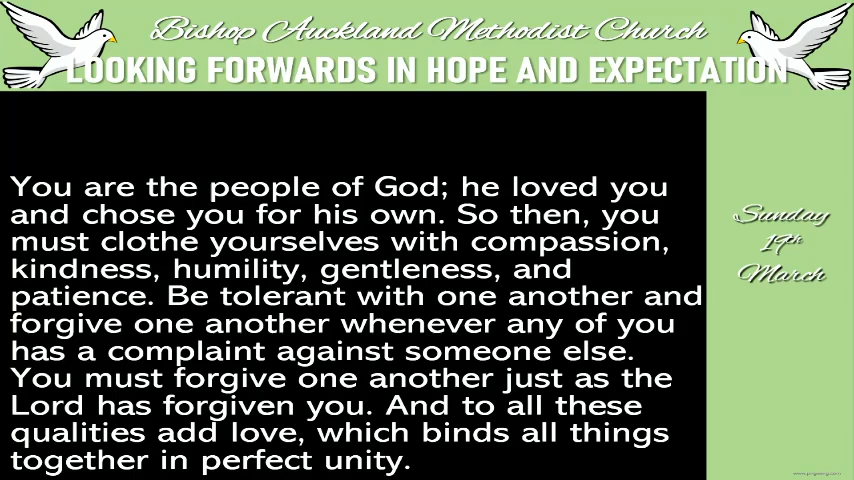 Bishop Auckland Methodist Church
LOOKING FORWARDS IN HOPE AND EXPECTATION
You are the people of God; he loved you
and chose you for his own. So then, you
must clothe yourselves with compassion,
kindness, humility, gentleness, and
patience. Be tolerant with one another and
forgive one another whenever any of you
has a complaint against someone else.
You must forgive one another just as the
Lord has forgiven you. And to all these
qualities add love, which binds all things
together in perfect unity.
Sunday
19th
March